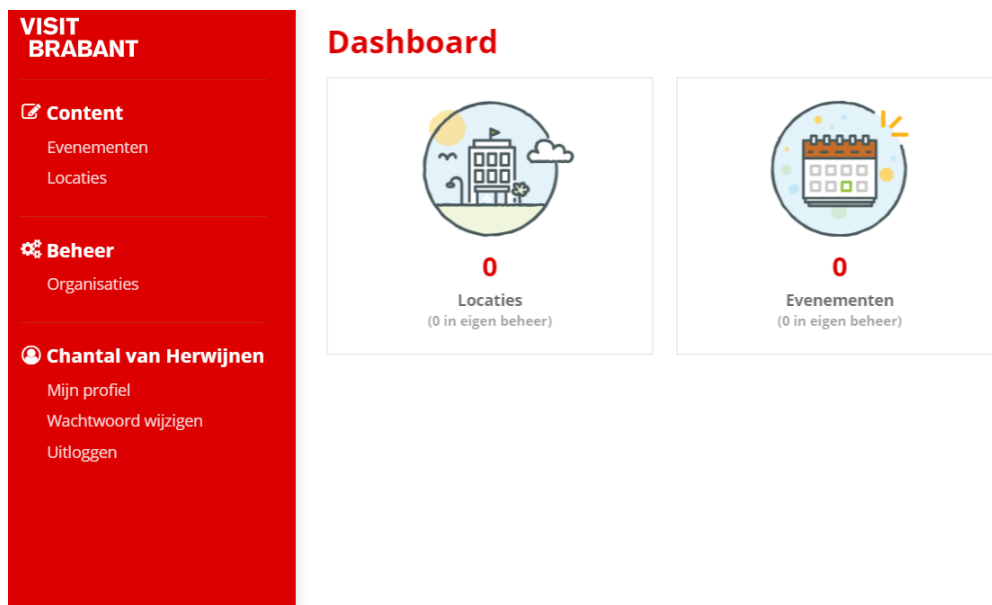 VISIT
BRABANT
Content
Evenementen
Locaties
Beheer
Organisaties
Chantal van Herwijnen
Mijn profiel
Wachtwoord wijzigen
Uitloggen
Dashboard
0
Locaties
(0 in eigen beheer)
0
Evenementen
(0 in eigen beheer)